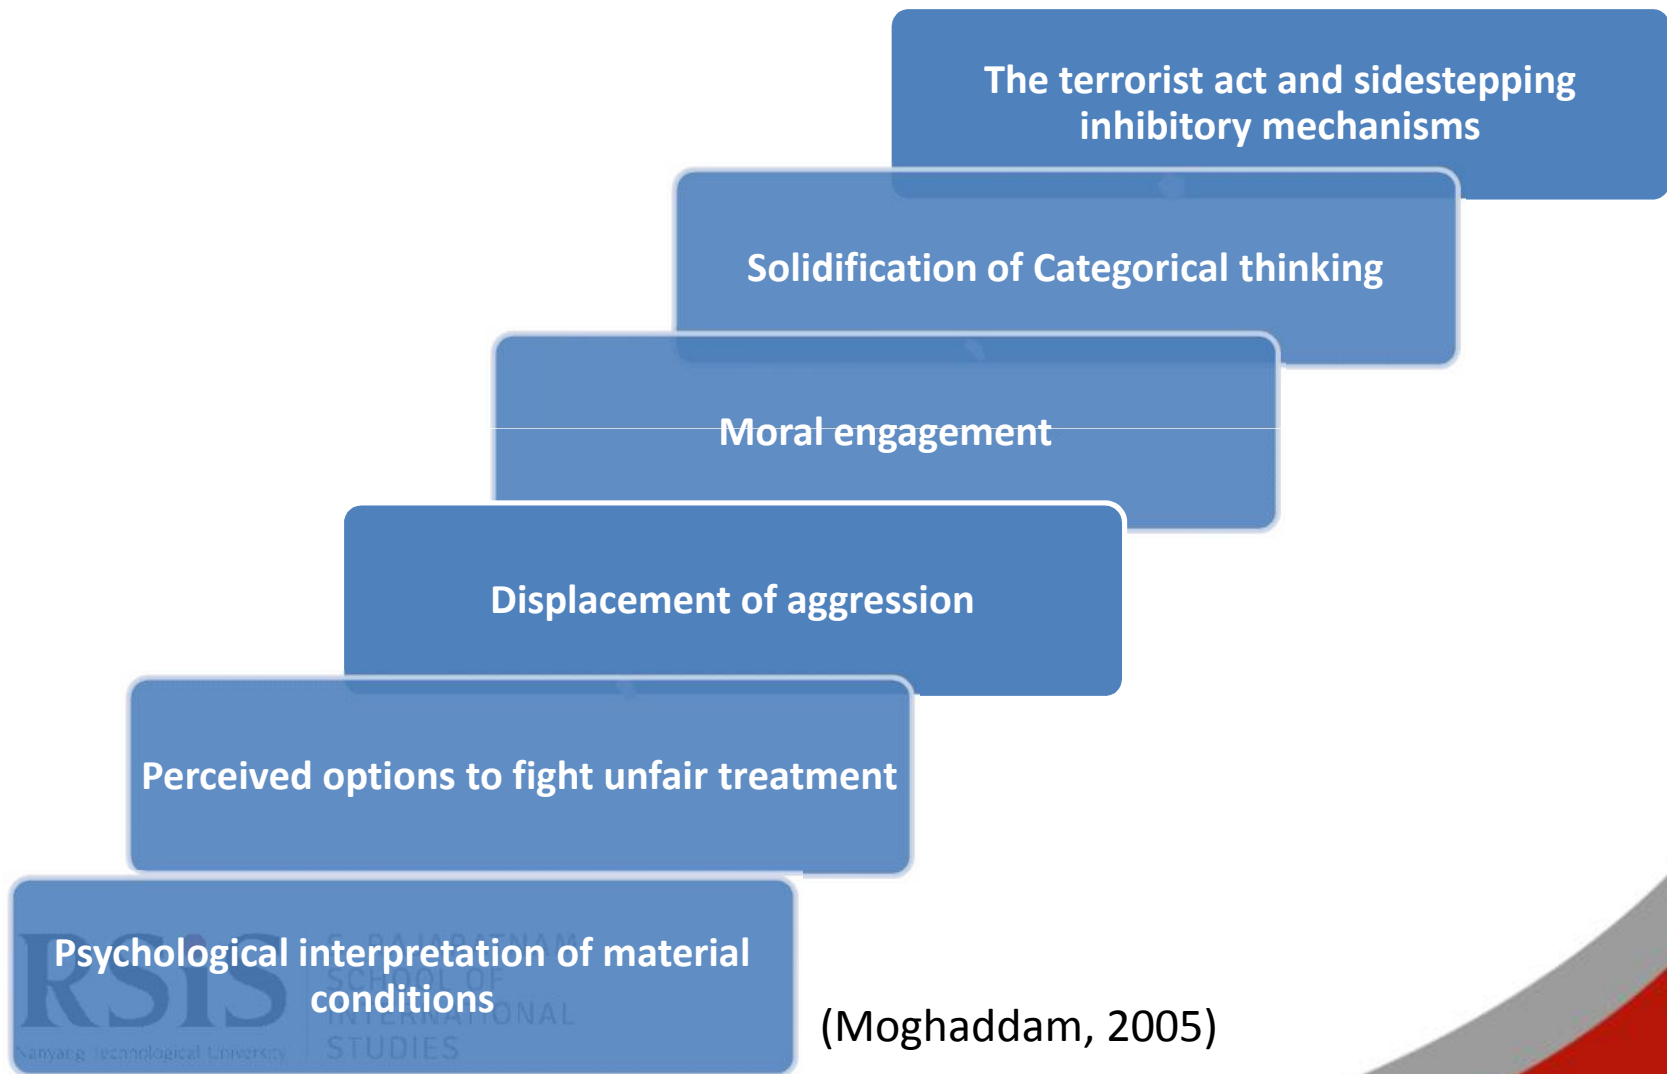 The terrorist act and sidestepping
inhibitory mechanisms
Solidification of Categorical thinking
Moral engagement
Displacement of aggression
Perceived options to fight unfair treatment
Psychological interpretation of material
conditions
(Moghaddam, 2005)
RSIS
S. RAJARATNAM
SCHOOL OF
INTERNATIONAL
STUDIES
Nanyang Technological University